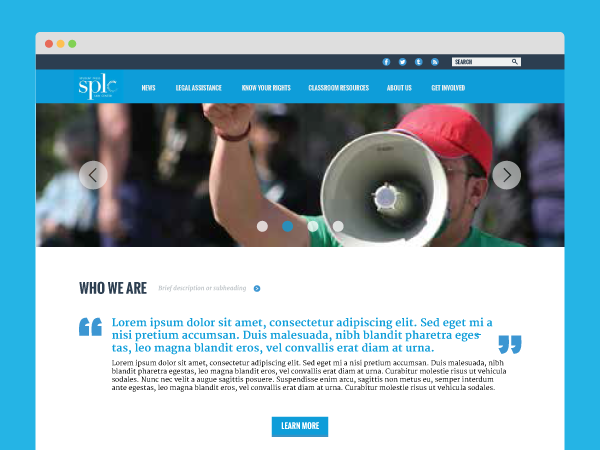 SEARCH
splc
NEWS LEGAL ASSISTANCE KNOW YOUR RIGHTS CLASSROOM RESOURCES ABOUT US GET INVOLVED
WHO WE ARE Brief description or subheading
Lorem ipsum dolor sit amet, consectetur adipiscing elit. Sed eget mi a
nisi pretium accumsan. Duis malesuada, nibh blandit pharetra eges-
tas, leo magna blandit eros, vel convallis erat diam at urna.
Lorem ipsum dolor sit amet, consectetur adipiscing elit. Sed eget mi a nisi pretium accumsan. Duis malesuada, nibh
blandit pharetra egestas, leo magna blandit eros, vel convallis erat diam at urna. Curabitur molestie risus ut vehicula
sodales. Nunc nec velit a augue sagittis posuere. Suspendisse enim arcu, sagittis non metus eu, semper interdum
ante egestas, leo magna blandit eros, vel convallis erat diam at urna. Curabitur molestie risus ut vehicula sodales.
LEARN MORE